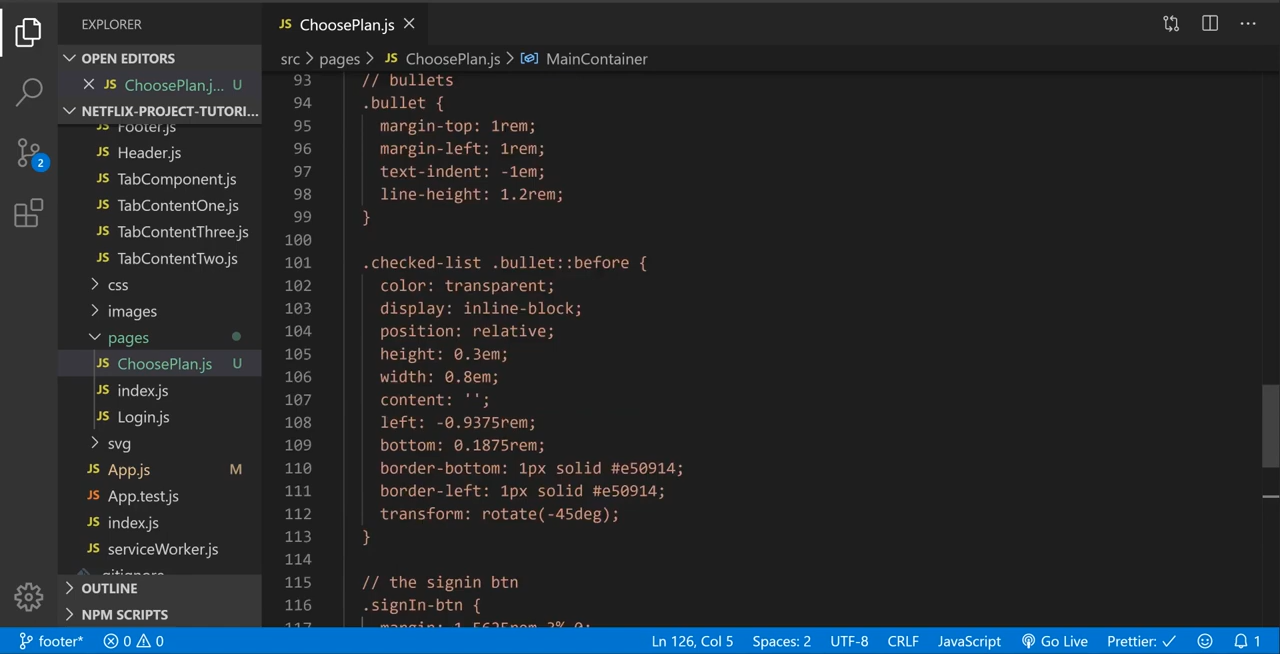 EXPLORER
OPEN EDITORS
JS ChoosePlan.j... U
NETFLIX-PROJECT-TUTORI...
JS Footer.js
JS Header.js
JS TabComponent.js
JS TabContentOne.js
JS TabContentThree.js
JS TabContentTwo.js
css
images
pages
JS ChoosePlan.js U
JS index.js
JS Login.js
svg
JS App.js M
JS App.test.js
JS index.js
JS serviceWorker.js
.gitignore
OUTLINE
NPM SCRIPTS
2
JS ChoosePlan.js
src > pages > JS ChoosePlan.js > MainContainer
93 // bullets
94 .bullet {
95 margin-top: 1rem;
96 margin-left: 1rem;
97 text-indent: -1em;
98 line-height: 1.2rem;
99 }
100
101 .checked-list .bullet::before {
102 color: transparent;
103 display: inline-block;
104 position: relative;
105 height: 0.3em;
106 width: 0.8em;
107 content: '';
108 left: -0.9375rem;
109 bottom: 0.1875rem;
110 border-bottom: 1px solid #e50914;
111 border-left: 1px solid #e50914;
112 transform: rotate(-45deg);
113 }
114
115 // the signin btn
116 .signIn-btn {
117 margin: 1.5625rem 3% 0;
footer* 0 0 Ln 126, Col 5 Spaces: 2 UTF-8 CRLF JavaScript Go Live Prettier: ✓ 1